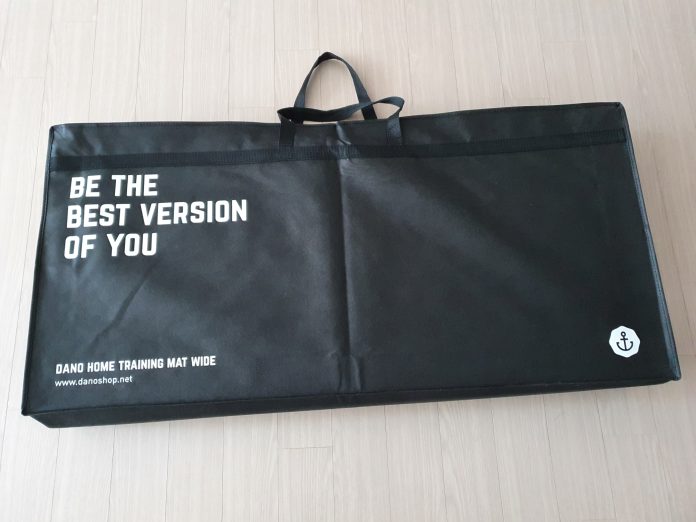 BE THE
BEST VERSION
OF YOU
DANO HOME TRAINING MAT WIDE
www.danoshop.net